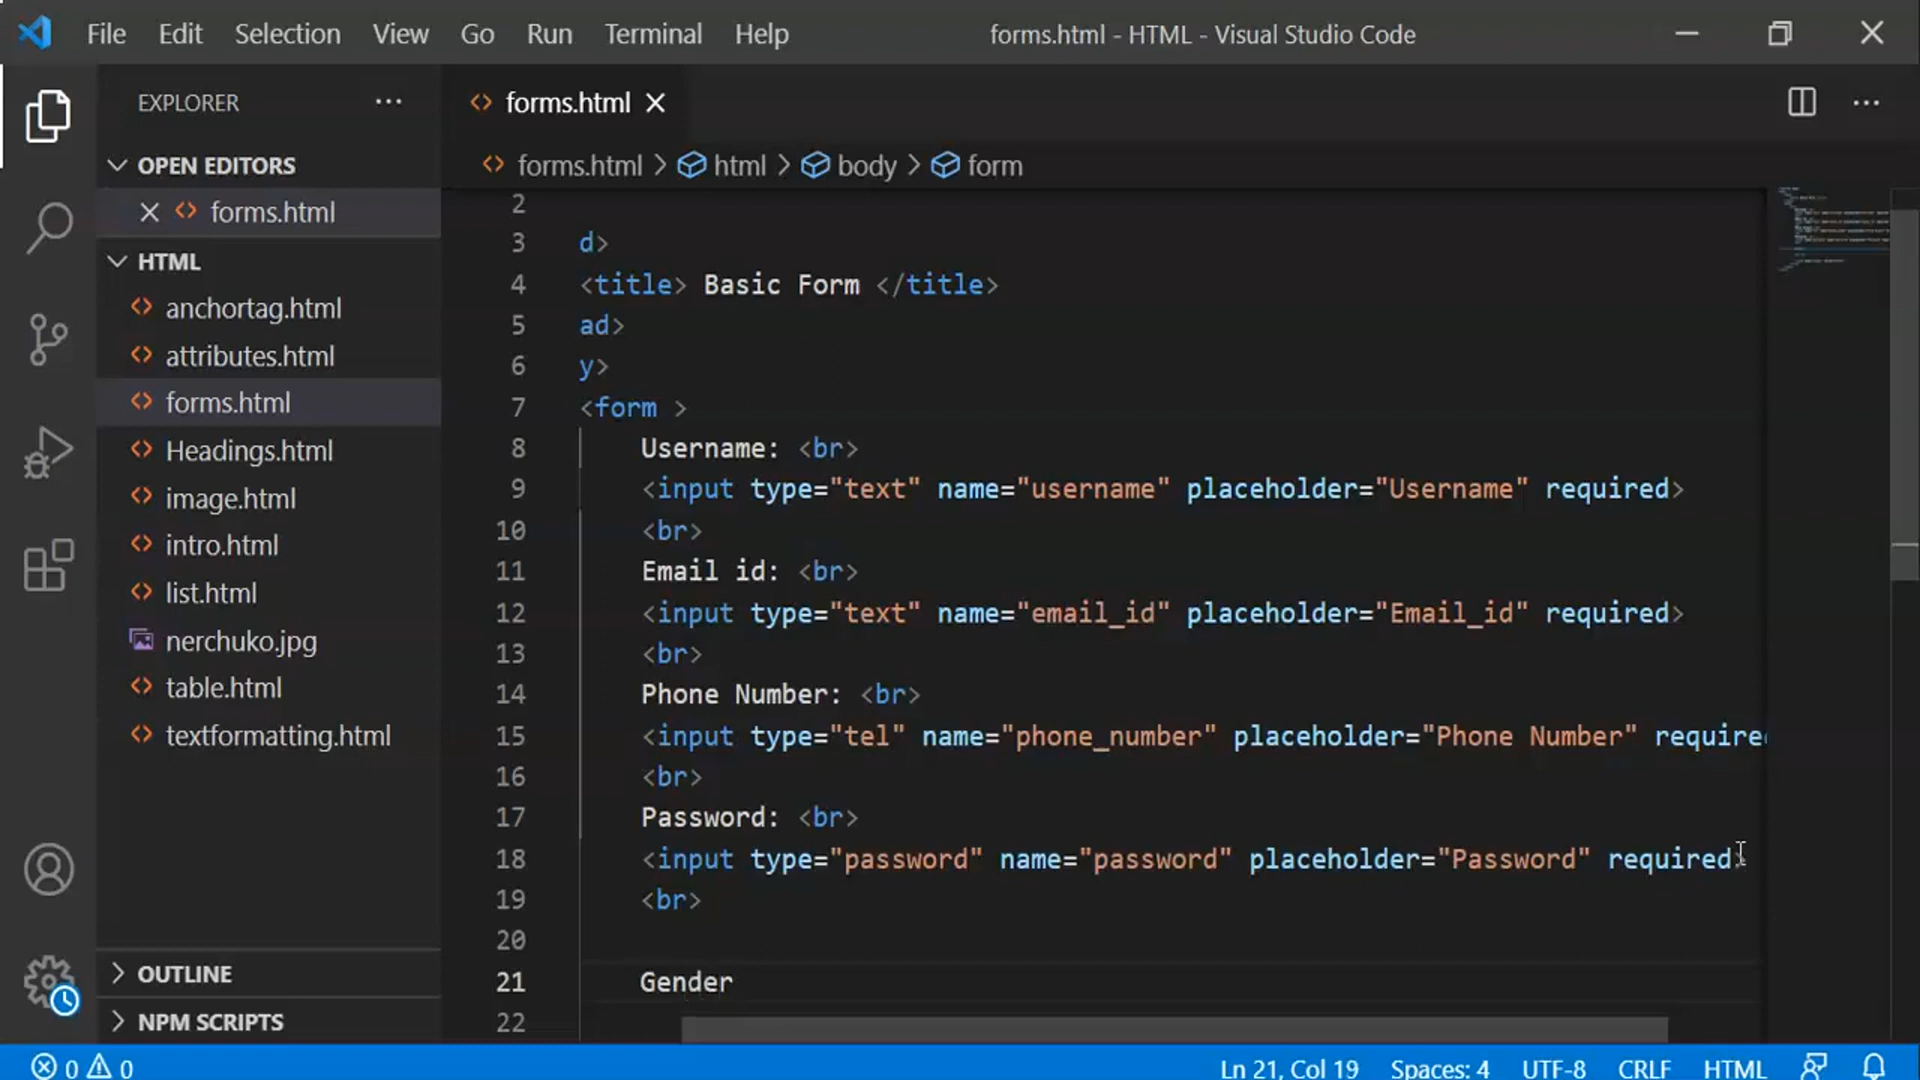 File Edit Selection View Go Run Terminal Help forms.html - HTML - Visual Studio Code
EXPLORER
OPEN EDITORS
forms.html
HTML
anchortag.html
attributes.html
forms.html
Headings.html
image.html
intro.html
list.html
nerchuko.jpg
table.html
textformatting.html
OUTLINE
NPM SCRIPTS
forms.html
forms.html > html > body > form
2
3 d>
4 <title> Basic Form </title>
5 ad>
6 y>
7 <form >
8 Username: <br>
9 <input type="text" name="username" placeholder="Username" required>
10 <br>
11 Email id: <br>
12 <input type="text" name="email_id" placeholder="Email_id" required>
13 <br>
14 Phone Number: <br>
15 <input type="tel" name="phone_number" placeholder="Phone Number" require
16 <br>
17 Password: <br>
18 <input type="password" name="password" placeholder="Password" required>
19 <br>
20
21 Gender
22
0 0 Ln 21, Col 19 Spaces: 4 UTF-8 CRLF HTML